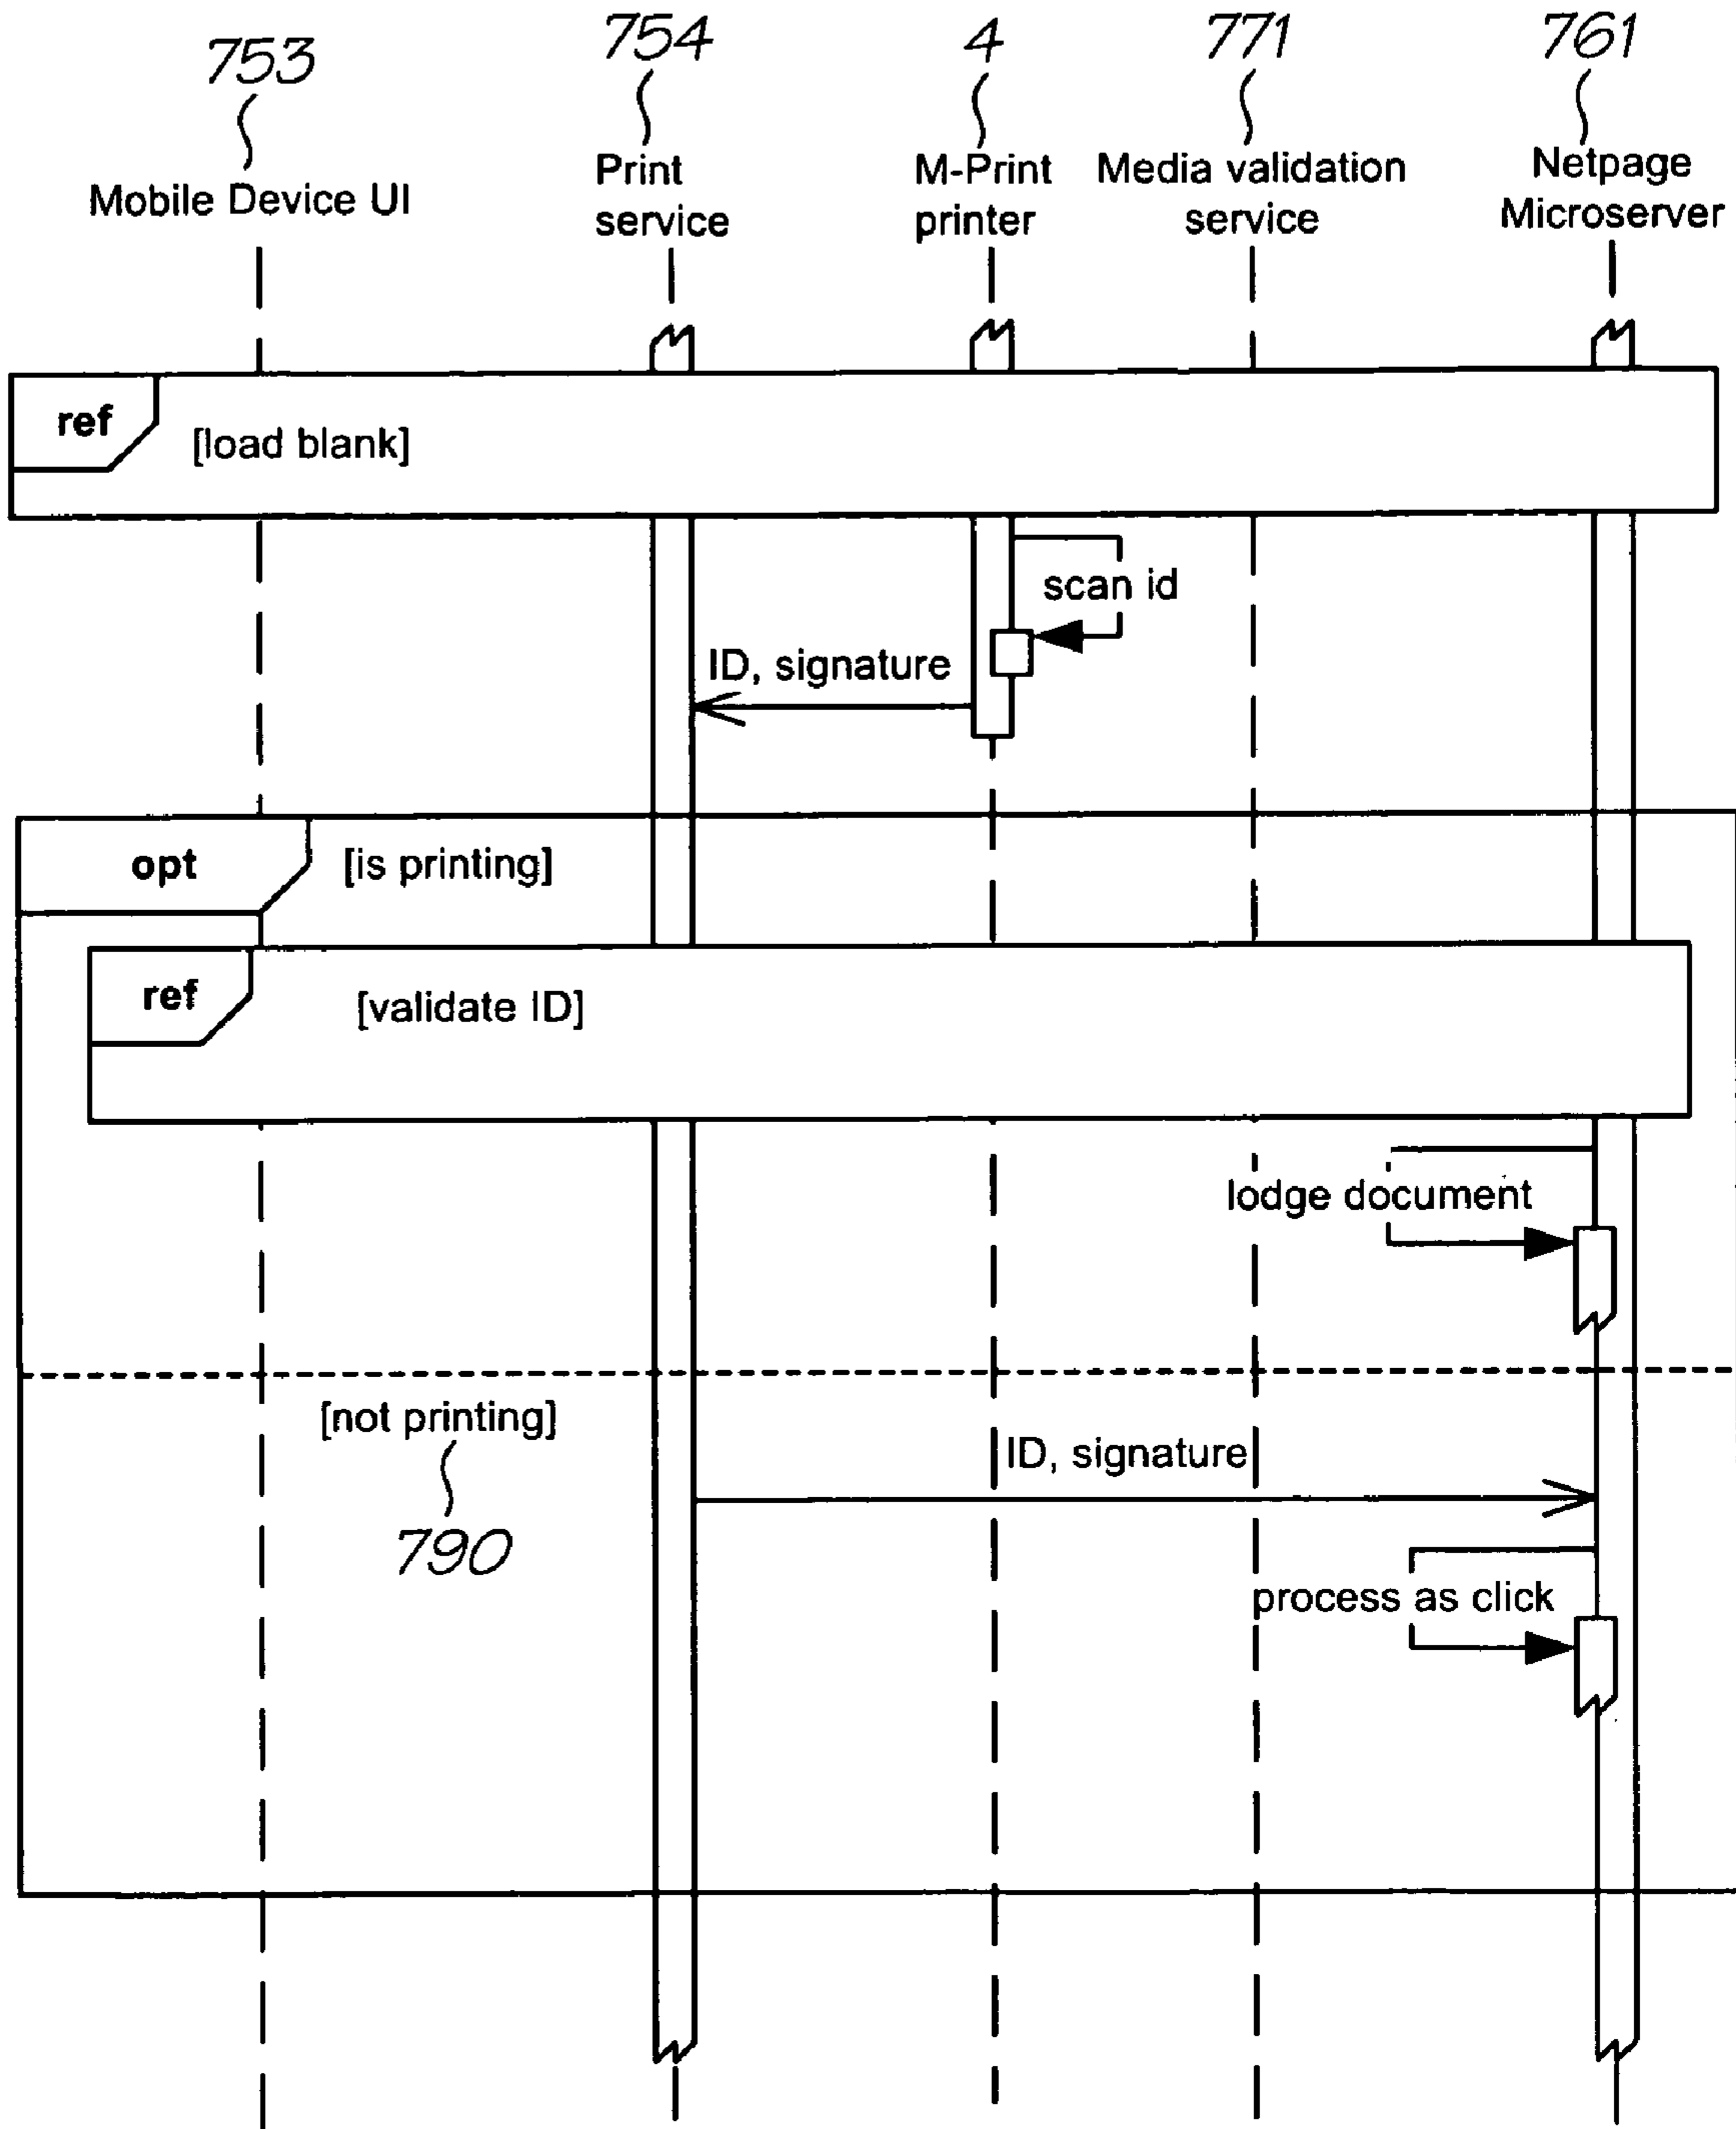 753
754
4
771
761
Mobile Device UI
Print
service
M-Print
printer
Media validation
service
Netpage
Microserver
ref
[load blank]
scan id
ID, signature
opt
[is printing]
ref
[validate ID]
lodge document
[not printing]
790
ID, signature
process as click